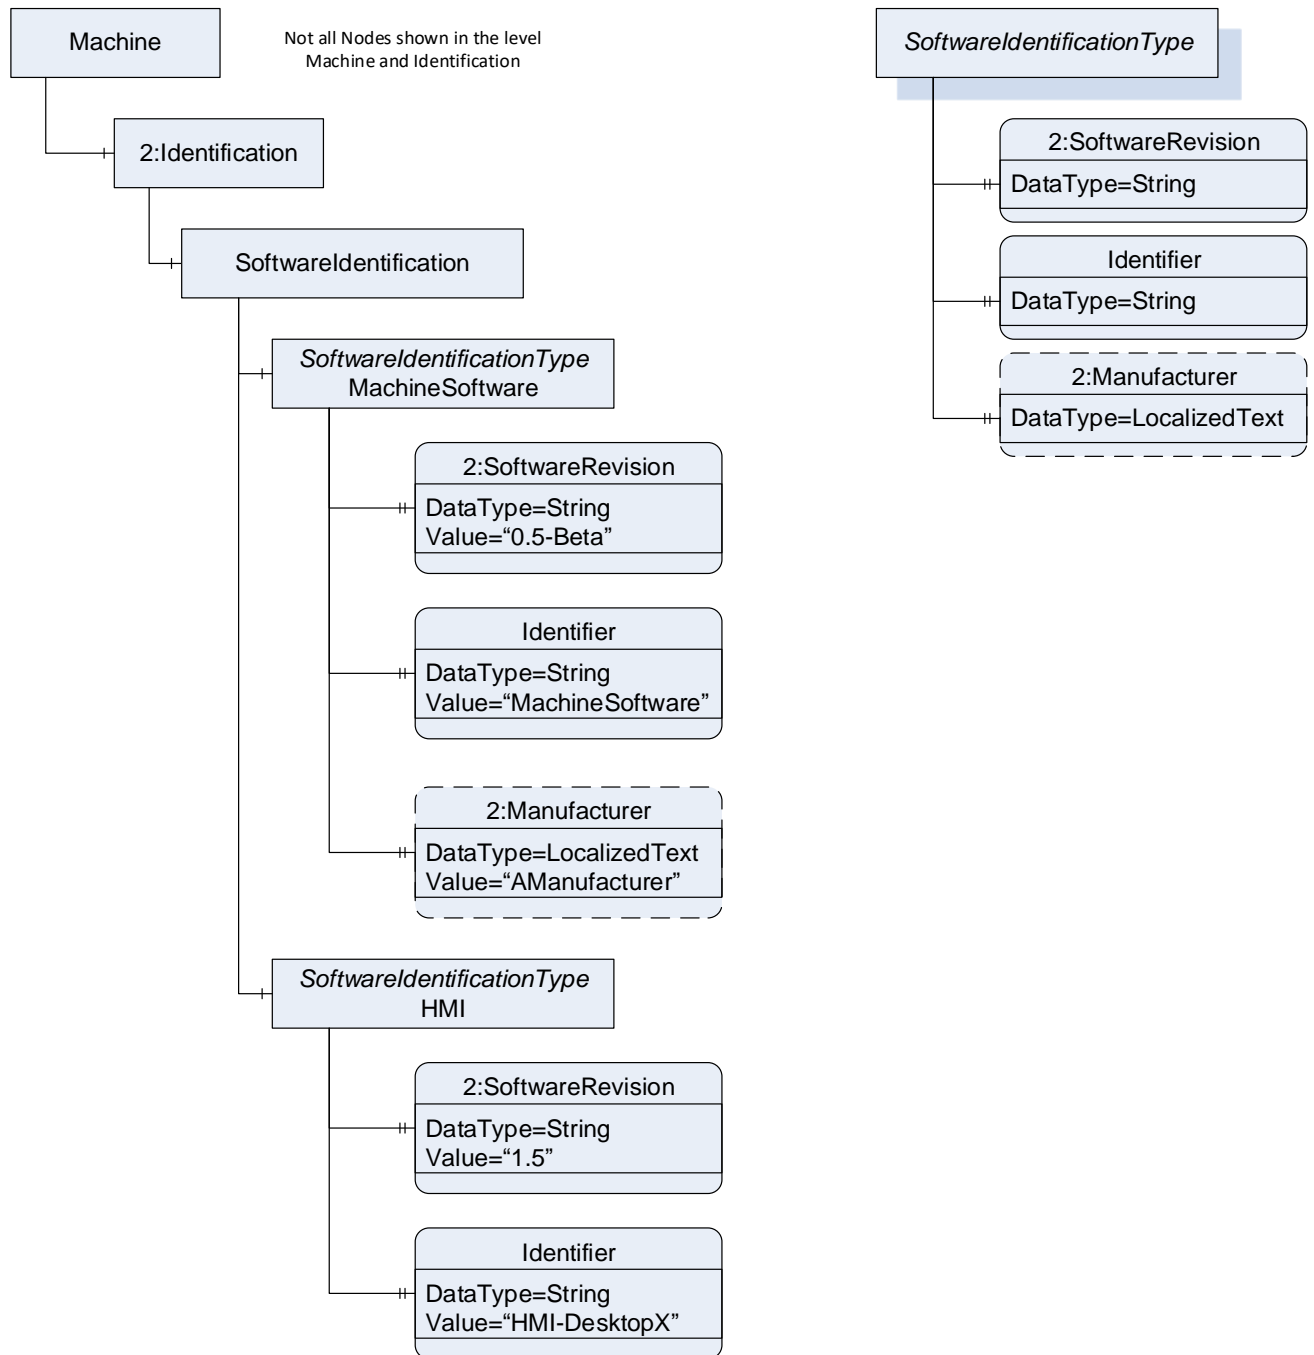 Machine
Not all Nodes shown in the level
Machine and Identification
2:Identification
SoftwareIdentification
SoftwareIdentificationType
MachineSoftware
2:SoftwareRevision
DataType=String
Value=“0.5-Beta”
Identifier
DataType=String
Value=“MachineSoftware”
2:Manufacturer
DataType=LocalizedText
Value=“AManufacturer”
SoftwareIdentificationType
HMI
2:SoftwareRevision
DataType=String
Value=“1.5”
Identifier
DataType=String
Value=“HMI-DesktopX”
SoftwareIdentificationType
2:SoftwareRevision
DataType=String
Identifier
DataType=String
2:Manufacturer
DataType=LocalizedText